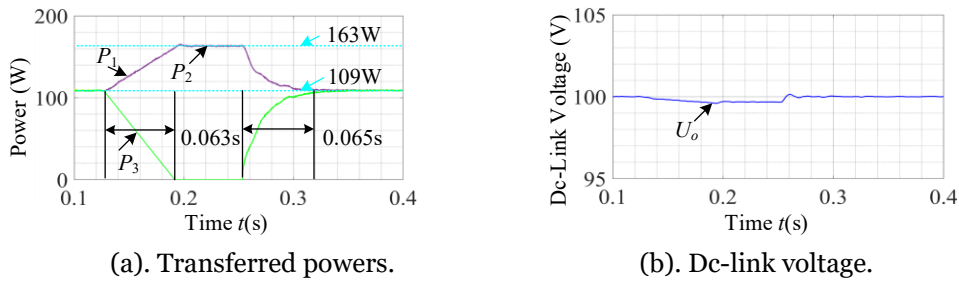 200
163W
P1
P2
Power (W)
109W
100
0.063s
0.065s
P3
0
0.1
0.2
0.3
0.4
Time t(s)
(a). Transferred powers.
105
Dc-Link Voltage (V)
100
Uo
95
0.1
0.2
0.3
0.4
Time t(s)
(b). Dc-link voltage.